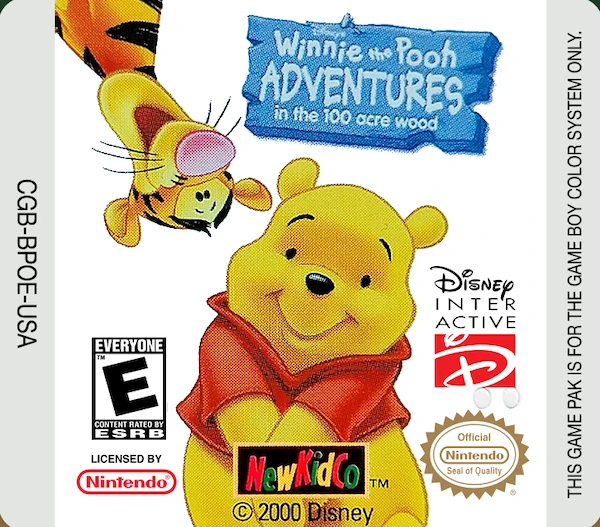 Disney's
Winnie the Pooh
ADVENTURES
in the 100 acre wood
CGB-BPOE-USA
THIS GAME PAK IS FOR THE GAME BOY COLOR SYSTEM ONLY.
DISNEY
INTER
ACTIVE
D
EVERYONE
TM
E
CONTENT RATED BY
ESRB
LICENSED BY
Nintendo®
NewKidCo TM
© 2000 Disney
Official
Nintendo
Seal of Quality
®